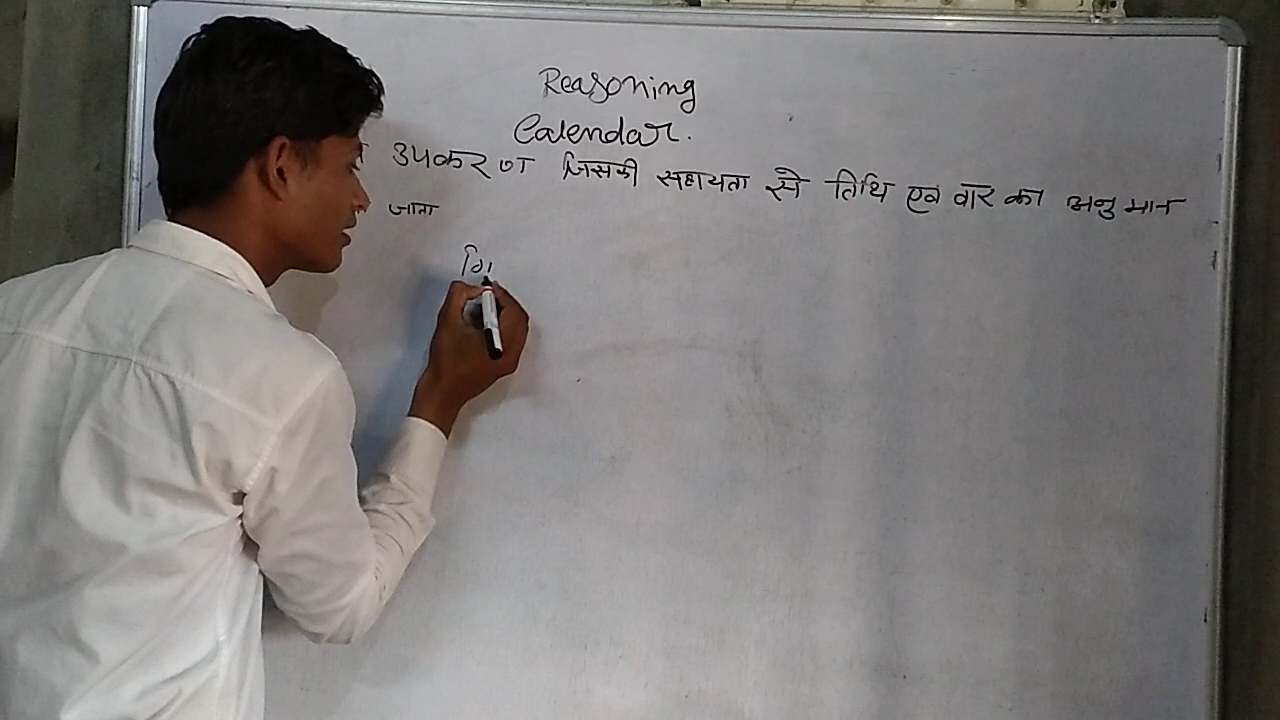 Reasoning
Calendar.
उपकरण जिसकी सहायता से तिथि एवं वार का अनुमान
जाता